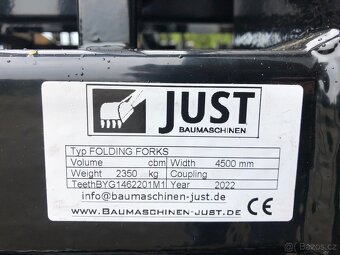 JUST
BAUMASCHINEN
Typ FOLDING FORKS
Volume cbm Width 4500 mm
Weight 2350 kg Coupling
TeethBYG1462201M1 Year 2022
info@baumaschinen-just.de
www.Baumaschinen-Just.de CE
bazos.cz